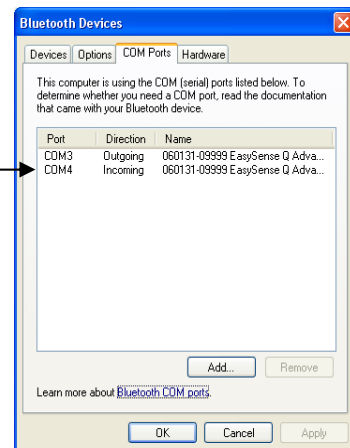 Bluetooth Devices
Devices Options COM Ports Hardware
This computer is using the COM (serial) ports listed below. To
determine whether you need a COM port, read the documentation
that came with your Bluetooth device.
Port Direction Name
COM3 Outgoing 060131-09999 EasySense Q Adva...
COM4 Incoming 060131-09999 EasySense Q Adva...
Add... Remove
Learn more about Bluetooth COM ports.
OK Cancel Apply